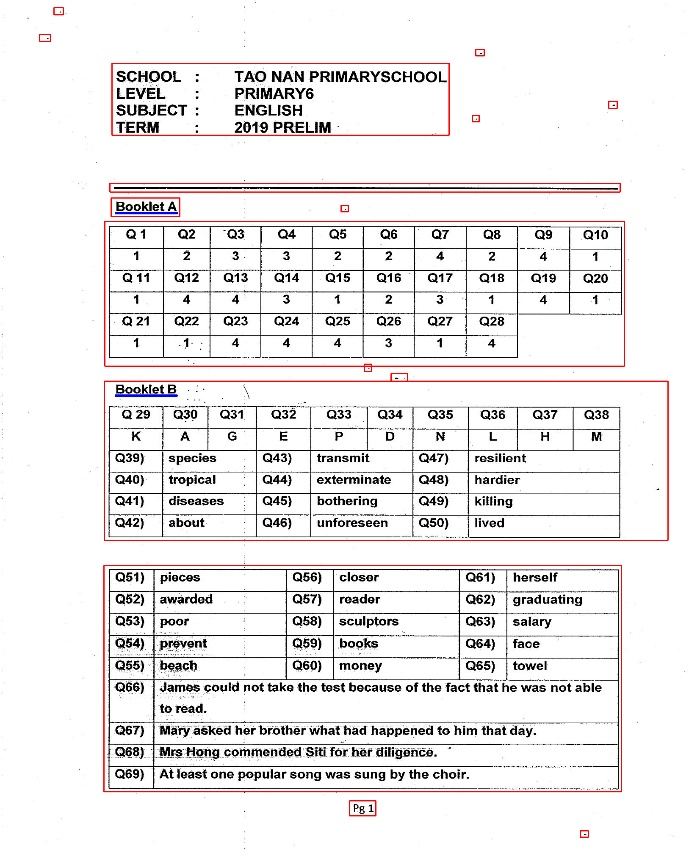 SCHOOL : TAO NAN PRIMARYSCHOOL
LEVEL : PRIMARY6
SUBJECT : ENGLISH
TERM : 2019 PRELIM
Booklet A
Q 1 Q2 Q3 Q4 Q5 Q6 Q7 Q8 Q9 Q10
1 2 3 3 2 2 4 2 4 1
Q 11 Q12 Q13 Q14 Q15 Q16 Q17 Q18 Q19 Q20
1 4 4 3 1 2 3 1 4 1
Q 21 Q22 Q23 Q24 Q25 Q26 Q27 Q28
1 1 4 4 4 3 1 4
Booklet B
Q 29 Q30 Q31 Q32 Q33 Q34 Q35 Q36 Q37 Q38
K A G E P D N L H M
Q39) species Q43) transmit Q47) resilient
Q40) tropical Q44) exterminate Q48) hardier
Q41) diseases Q45) bothering Q49) killing
Q42) about Q46) unforeseen Q50) lived
Q51) pieces Q56) closer Q61) herself
Q52) awarded Q57) reader Q62) graduating
Q53) poor Q58) sculptors Q63) salary
Q54) prevent Q59) books Q64) face
Q55) beach Q60) money Q65) towel
Q66) James could not take the test because of the fact that he was not able
to read.
Q67) Mary asked her brother what had happened to him that day.
Q68) Mrs Hong commended Siti for her diligence.
Q69) At least one popular song was sung by the choir.
Pg 1